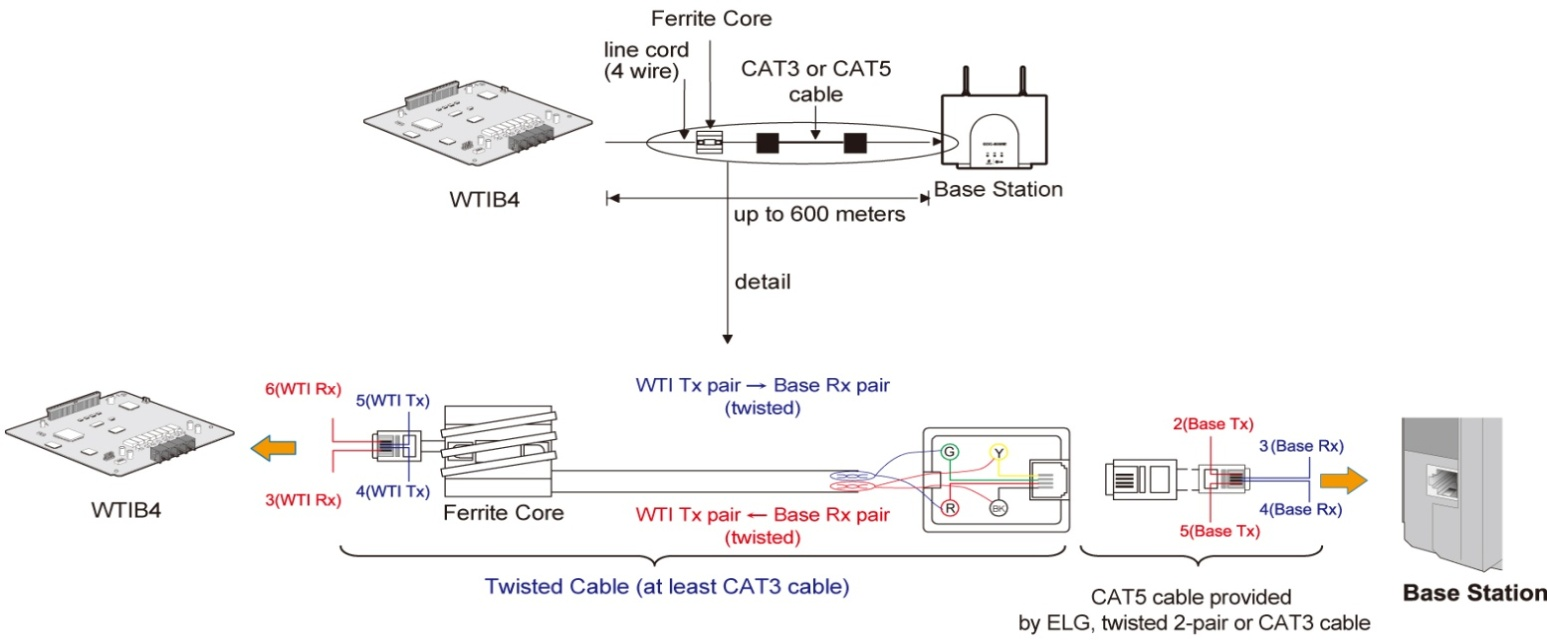 Ferrite Core
line cord
(4 wire)
CAT3 or CAT5
cable
WTIB4
Base Station
up to 600 meters
detail
6(WTI Rx)
5(WTI Tx)
WTI Tx pair → Base Rx pair
(twisted)
2(Base Tx)
3(Base Rx)
G
Y
WTIB4
3(WTI Rx)
4(WTI Tx)
Ferrite Core
WTI Tx pair ← Base Rx pair
(twisted)
R
BK
4(Base Rx)
5(Base Tx)
Twisted Cable (at least CAT3 cable)
CAT5 cable provided
by ELG, twisted 2-pair or CAT3 cable
Base Station